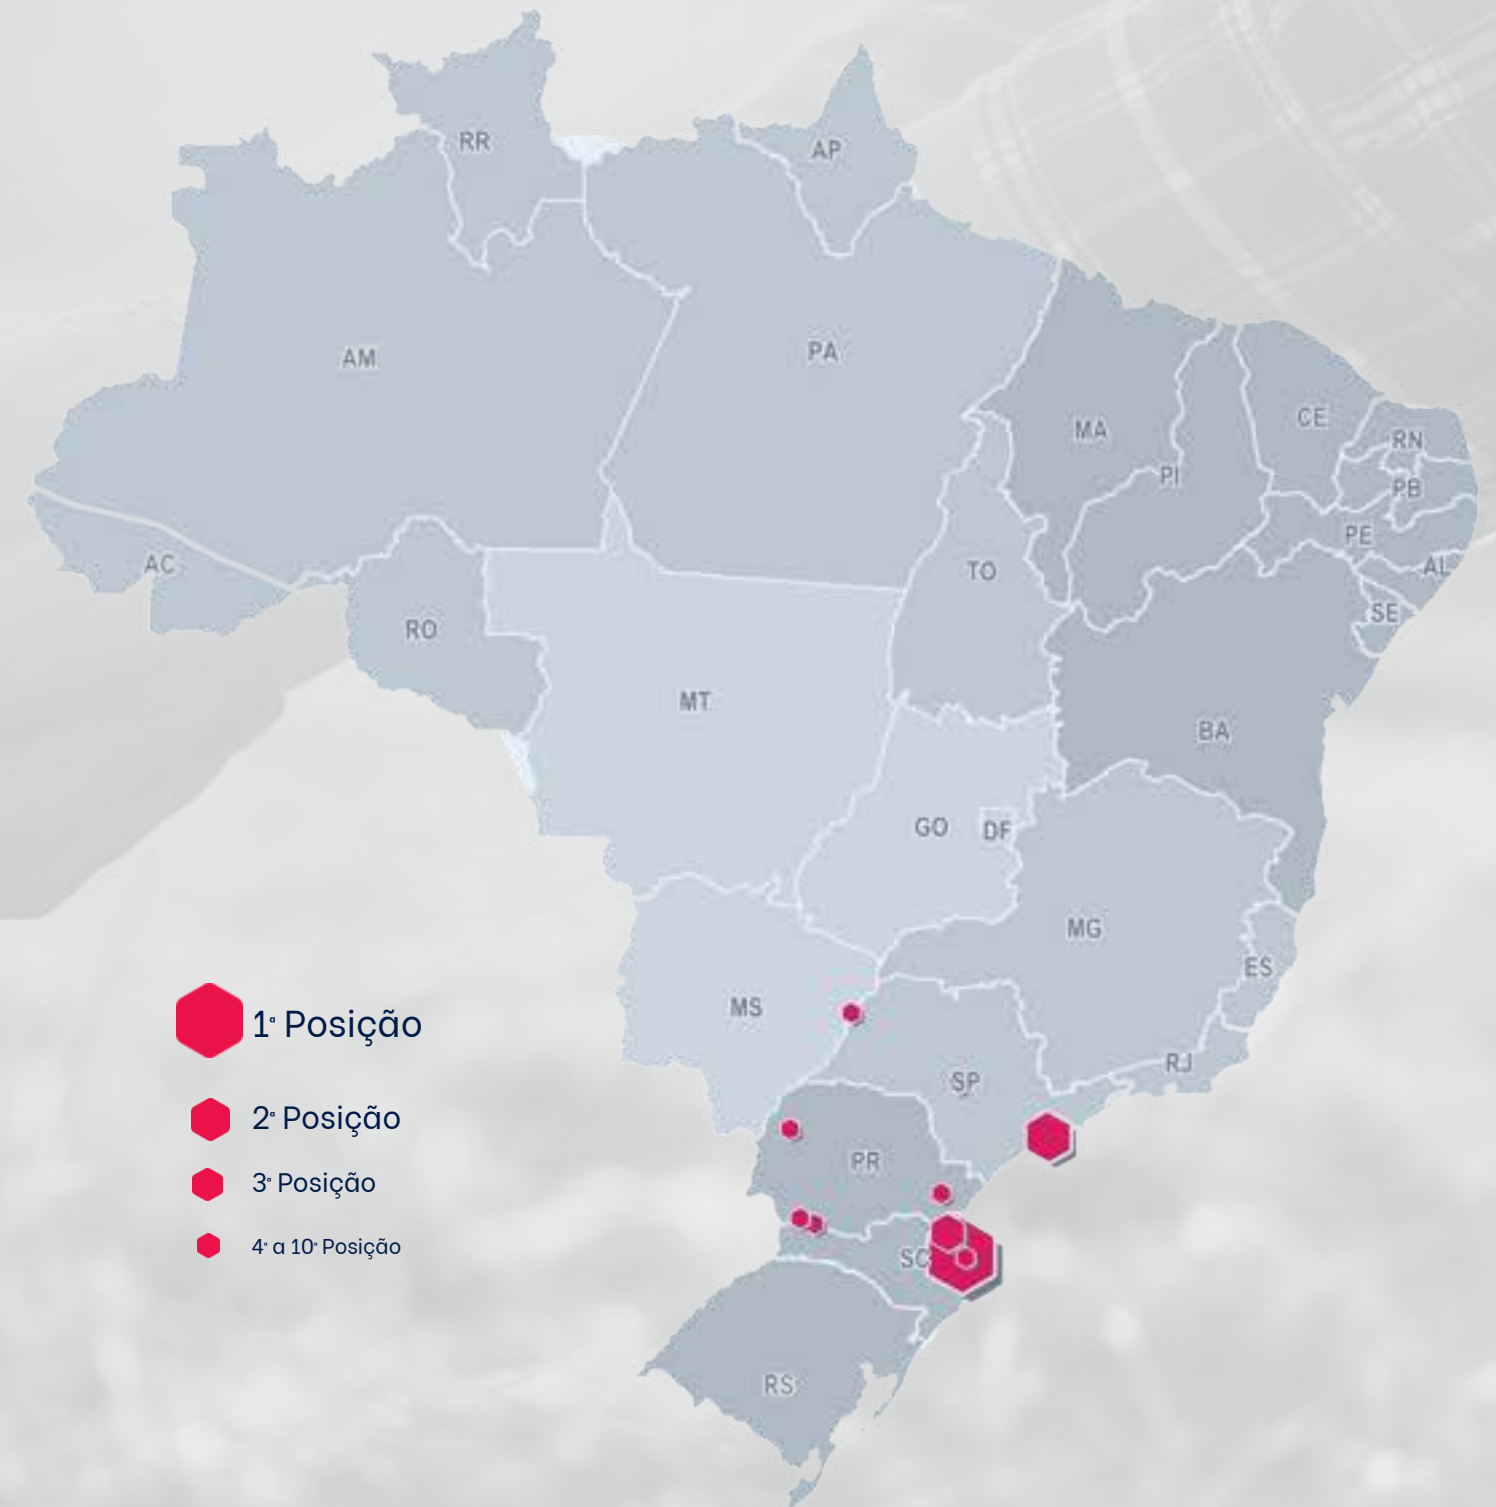 RR
AP
AM
PA
MA
CE
RN
PI
PB
PE
AL
AC
TO
SE
RO
MT
BA
GO
DF
MG
ES
MS
1ª Posição
RJ
SP
2ª Posição
PR
3ª Posição
4ª a 10ª Posição
SC
RS